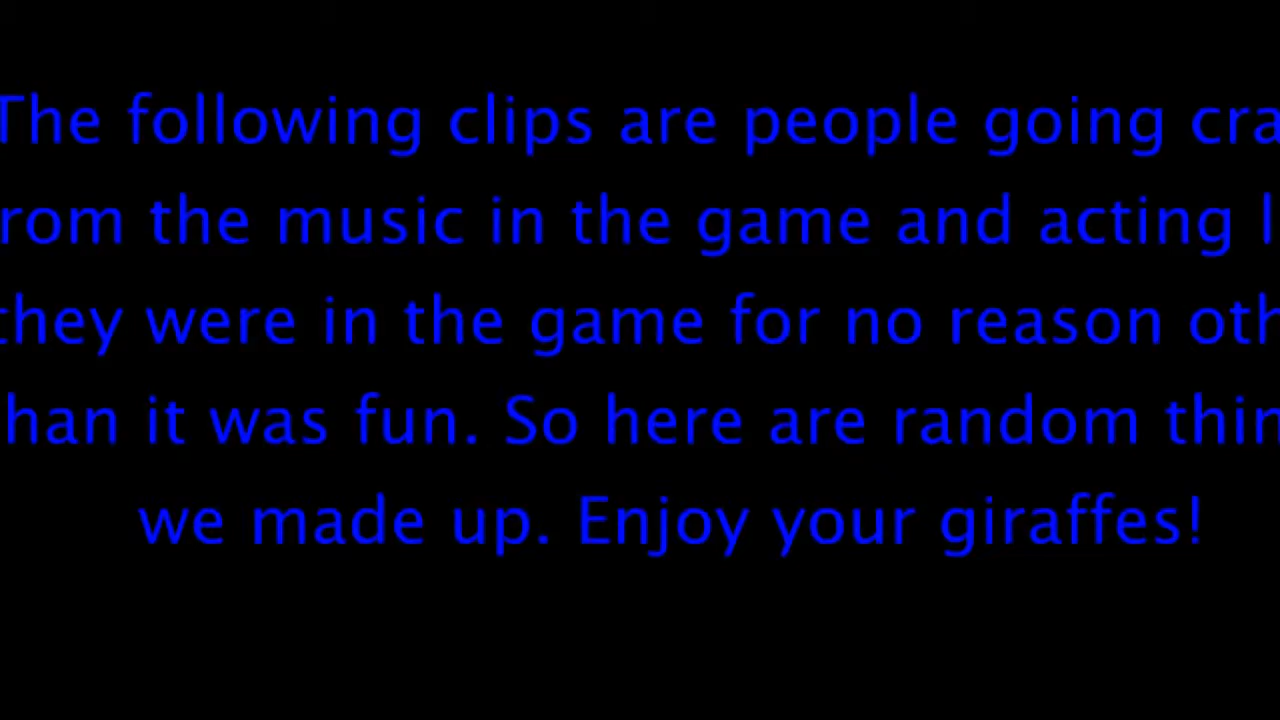 The following clips are people going cra
rom the music in the game and acting l
they were in the game for no reason oth
han it was fun. So here are random thin
we made up. Enjoy your giraffes!